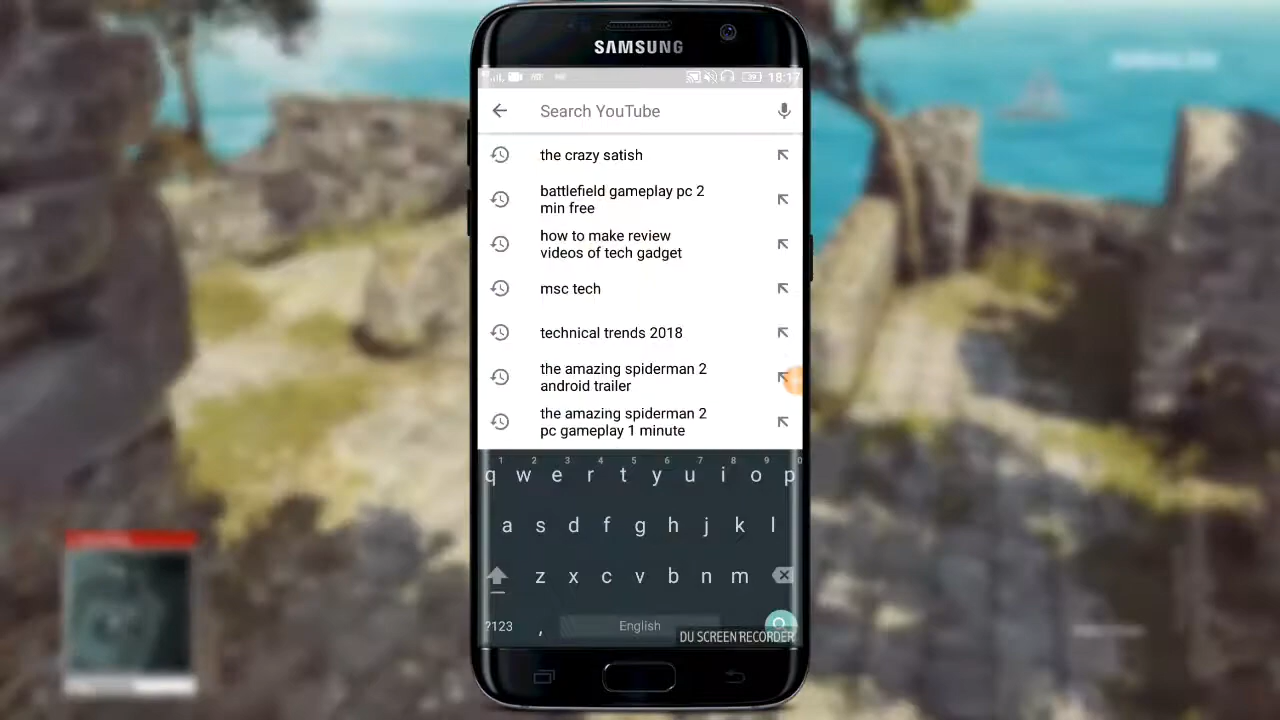 SAMSUNG
18:17
Search YouTube
the crazy satish
battlefield gameplay pc 2
min free
how to make review
videos of tech gadget
msc tech
technical trends 2018
the amazing spiderman 2
android trailer
the amazing spiderman 2
pc gameplay 1 minute
1 2 3 4 5 6 7 8 9 0
q w e r t y u i o p
a s d f g h j k l
z x c v b n m
?123 , English
DU SCREEN RECORDER